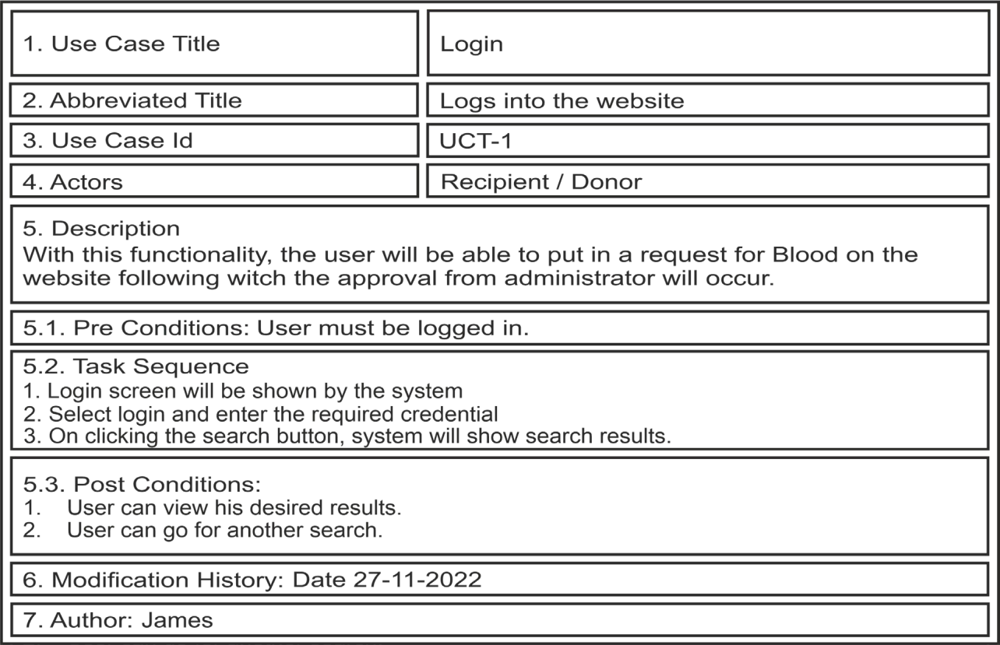 1. Use Case Title
Login
2. Abbreviated Title
Logs into the website
3. Use Case Id
UCT-1
4. Actors
Recipient / Donor
5. Description
With this functionality, the user will be able to put in a request for Blood on the
website following witch the approval from administrator will occur.
5.1. Pre Conditions: User must be logged in.
5.2. Task Sequence
1. Login screen will be shown by the system
2. Select login and enter the required credential
3. On clicking the search button, system will show search results.
5.3. Post Conditions:
1. User can view his desired results.
2. User can go for another search.
6. Modification History: Date 27-11-2022
7. Author: James